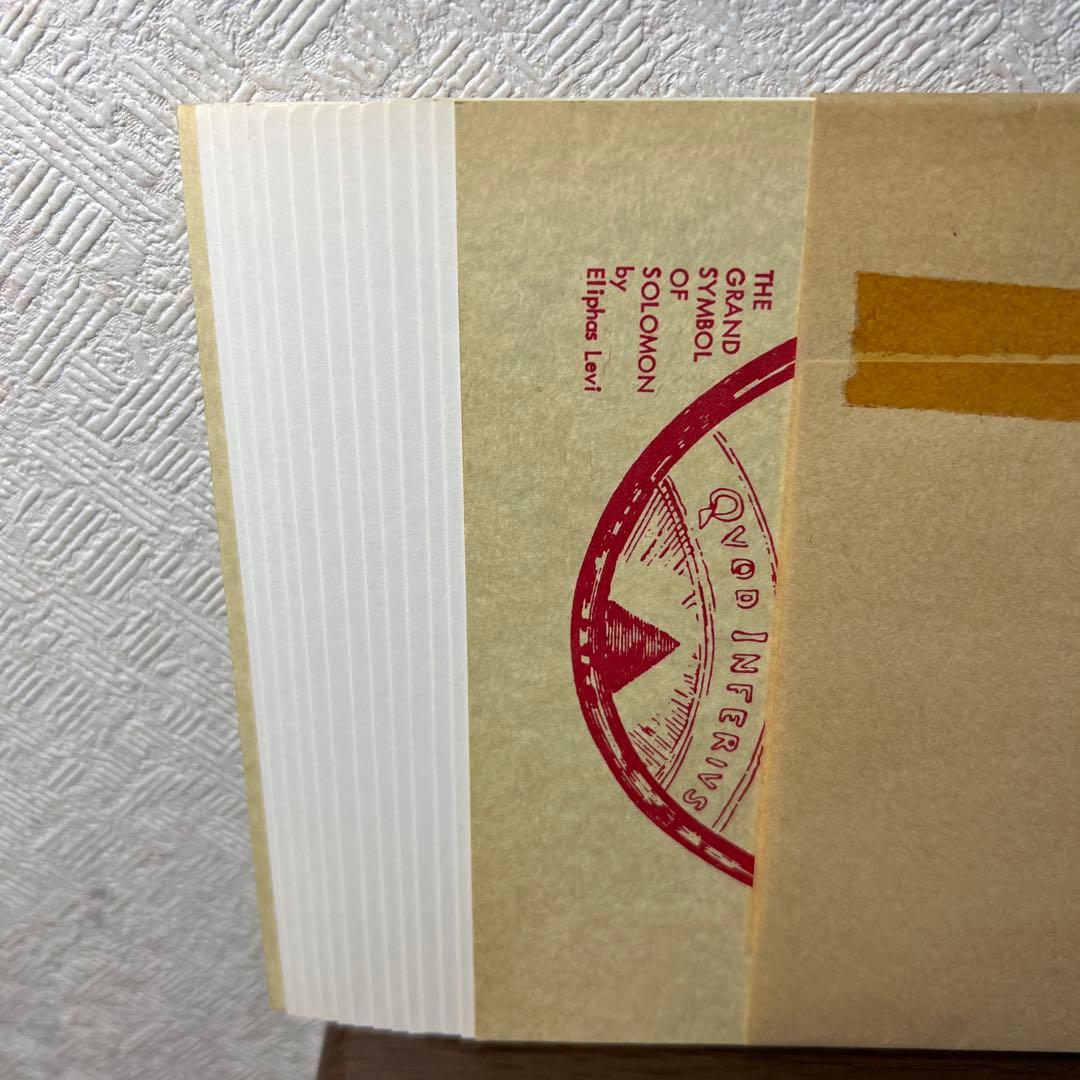 THE
GRAND
SYMBOL
OF
SOLOMON
by
Eliphas Levi
QVOD INFERIVS